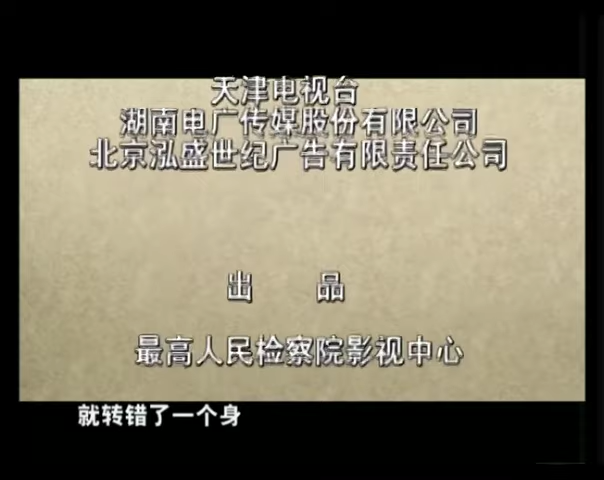 天津电视台
湖南电广传媒股份有限公司
北京泓盛世纪广告有限责任公司
出 品
最高人民检察院影视中心
就转错了一个身